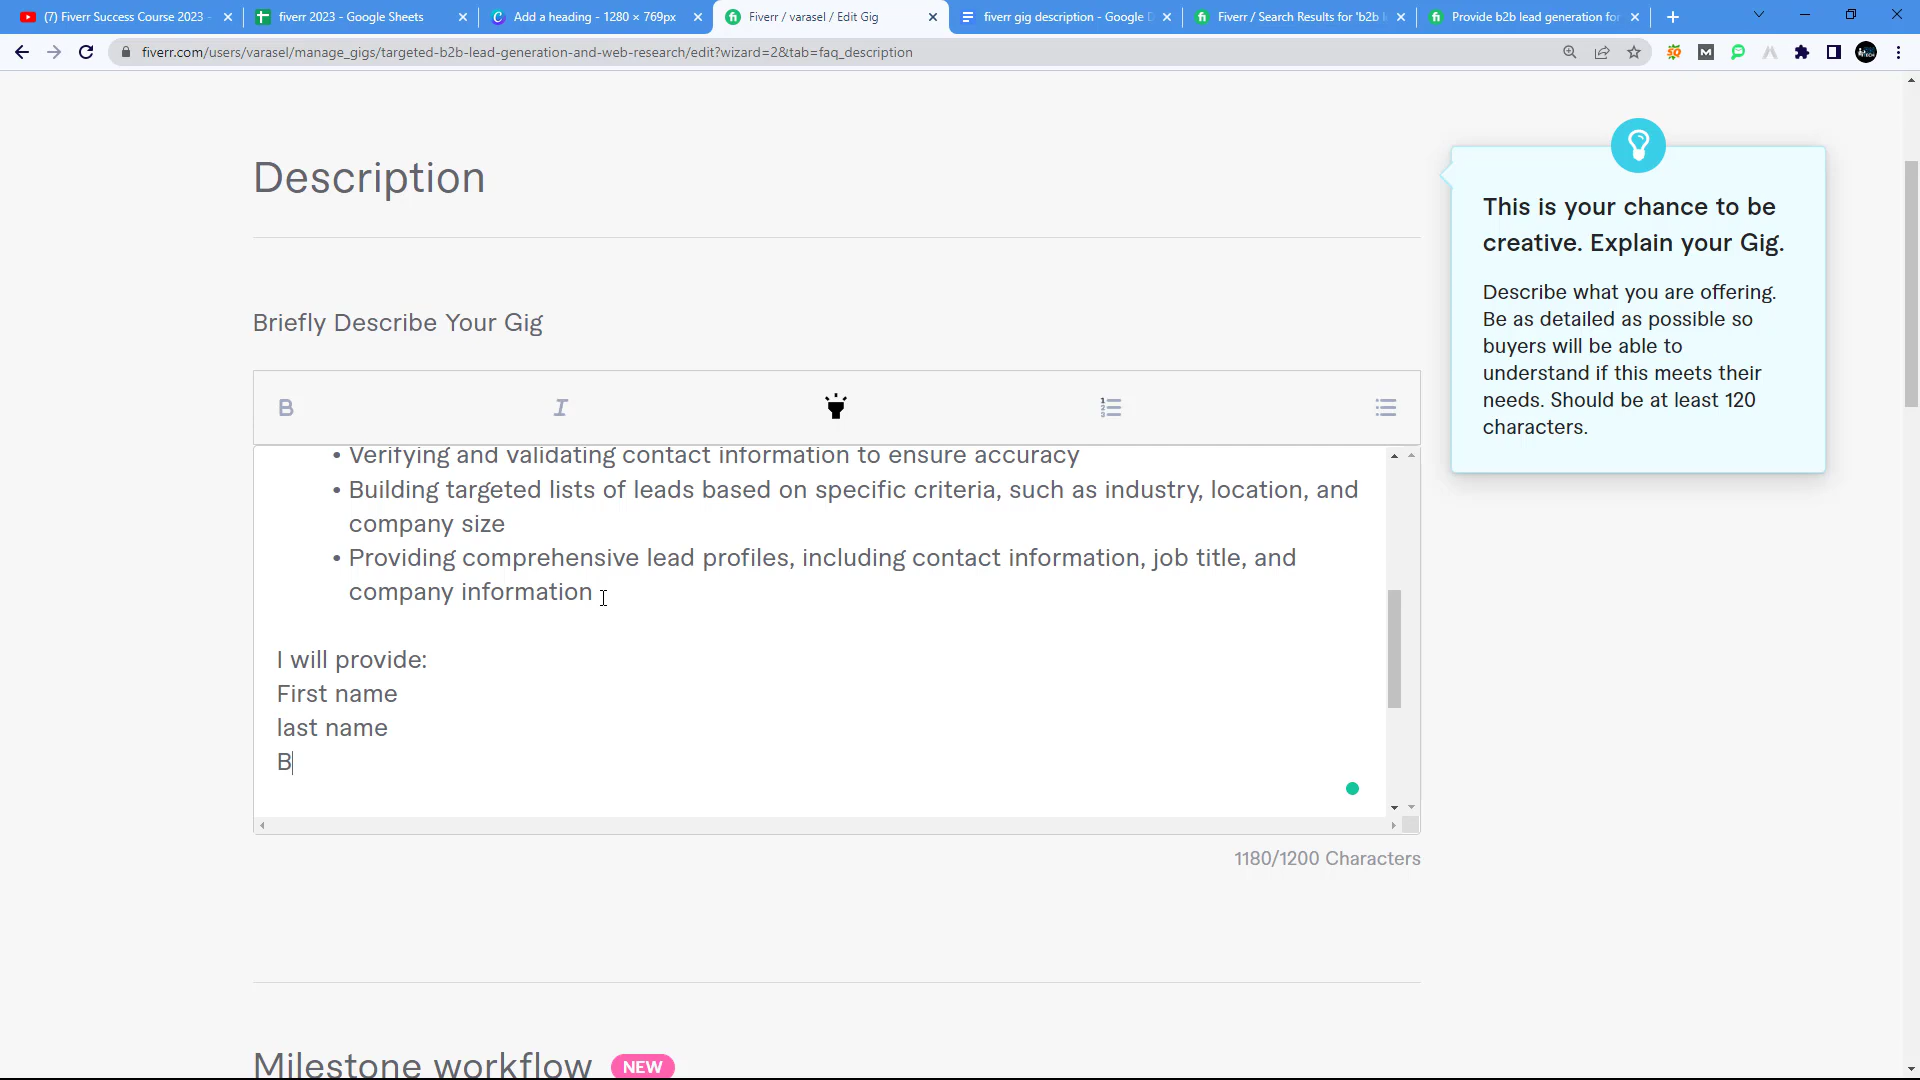 (7) Fiverr Success Course 2023 -
fiverr 2023 - Google Sheets
Add a heading - 1280 × 769px
Fiverr / varasel / Edit Gig
fiverr gig description - Google D
Fiverr / Search Results for 'b2b l
Provide b2b lead generation for
fiverr.com/users/varasel/manage_gigs/targeted-b2b-lead-generation-and-web-research/edit?wizard=2&tab=faq_description
Description
Briefly Describe Your Gig
B
I
• Verifying and validating contact information to ensure accuracy
• Building targeted lists of leads based on specific criteria, such as industry, location, and
company size
• Providing comprehensive lead profiles, including contact information, job title, and
company information
I will provide:
First name
last name
B
1180/1200 Characters
Milestone workflow NEW
This is your chance to be
creative. Explain your Gig.
Describe what you are offering.
Be as detailed as possible so
buyers will be able to
understand if this meets their
needs. Should be at least 120
characters.